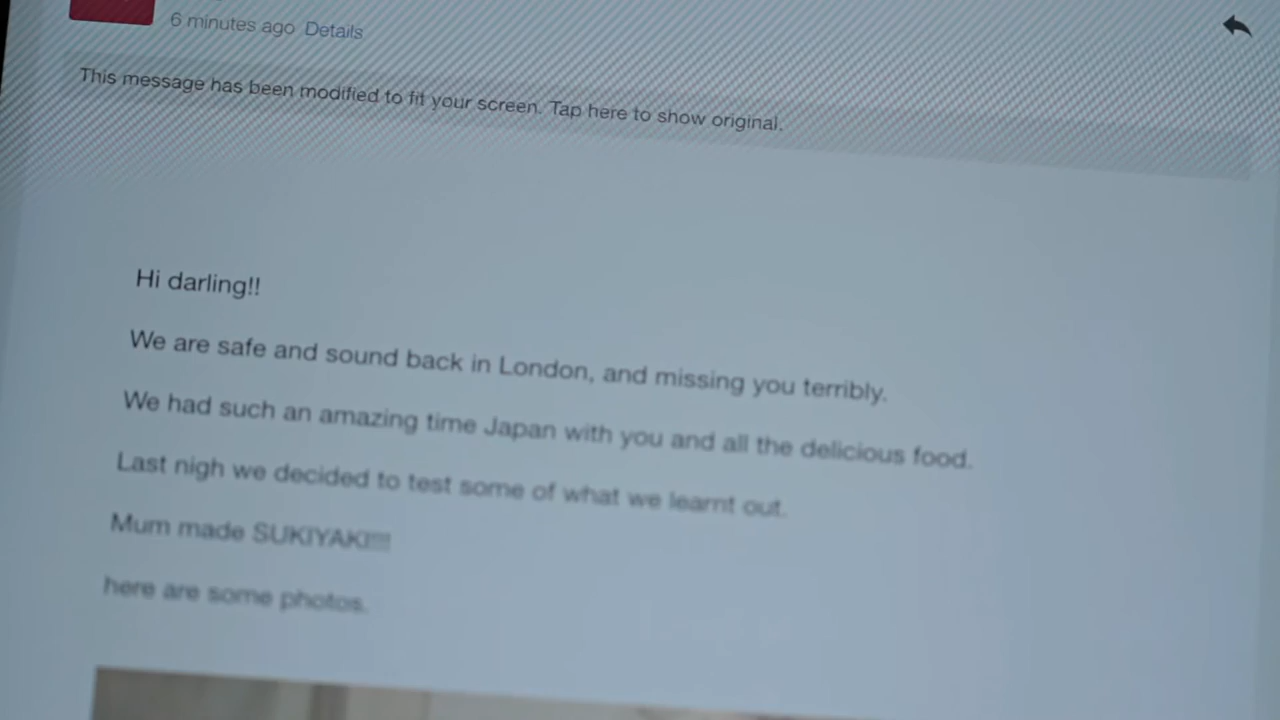 6 minutes ago Details
This message has been modified to fit your screen. Tap here to show original.
Hi darling!!
We are safe and sound back in London, and missing you terribly.
We had such an amazing time Japan with you and all the delicious food.
Last nigh we decided to test some of what we learnt out.
Mum made SUKIYAKI!!!!
here are some photos.